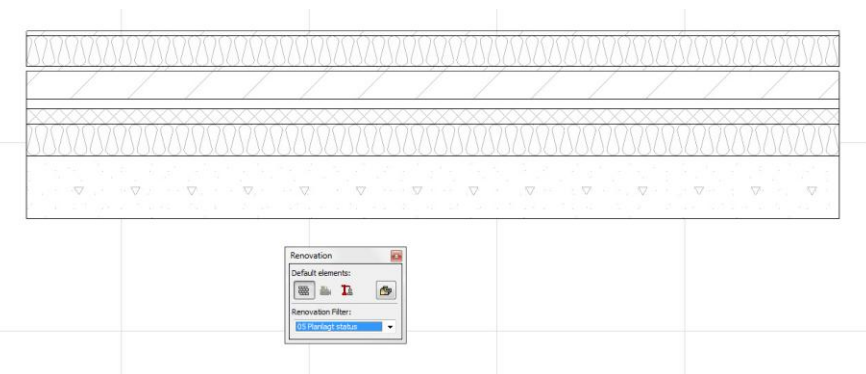 Renovation
Default elements:
Renovation Filter:
05 Planlagt status